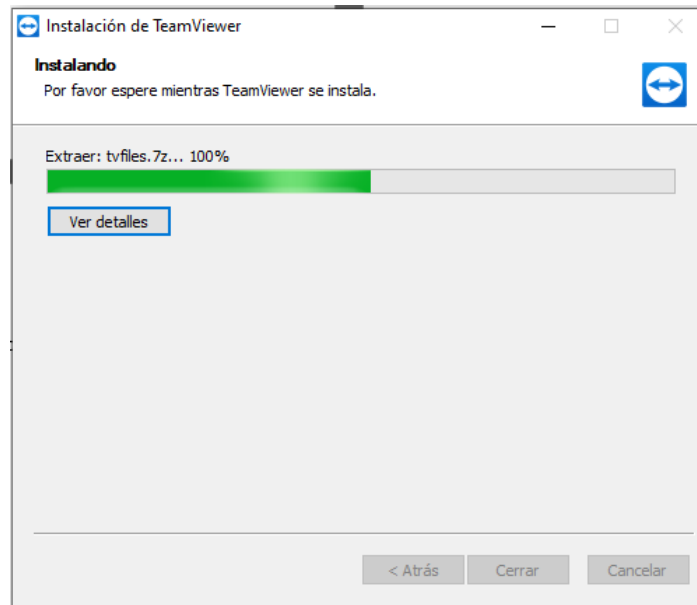 Instalación de TeamViewer
Instalando
Por favor espere mientras TeamViewer se instala.
Extraer: tvfiles.7z... 100%
Ver detalles
< Atrás
Cerrar
Cancelar